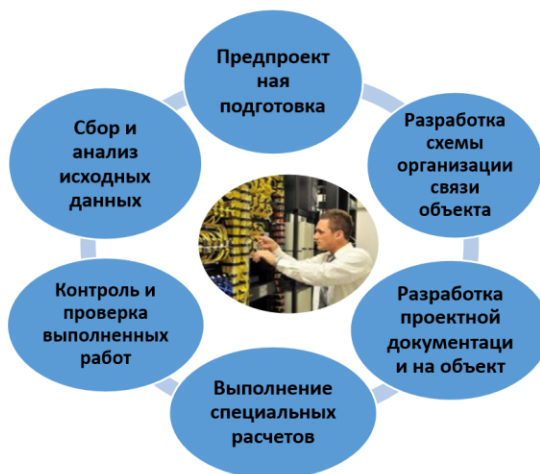 Предпроект
ная
подготовка
Разработка
схемы
организации
связи
объекта
Разработка
проектной
документаци
и на объект
Выполнение
специальных
расчетов
Контроль и
проверка
выполненных
работ
Сбор и
анализ
исходных
данных